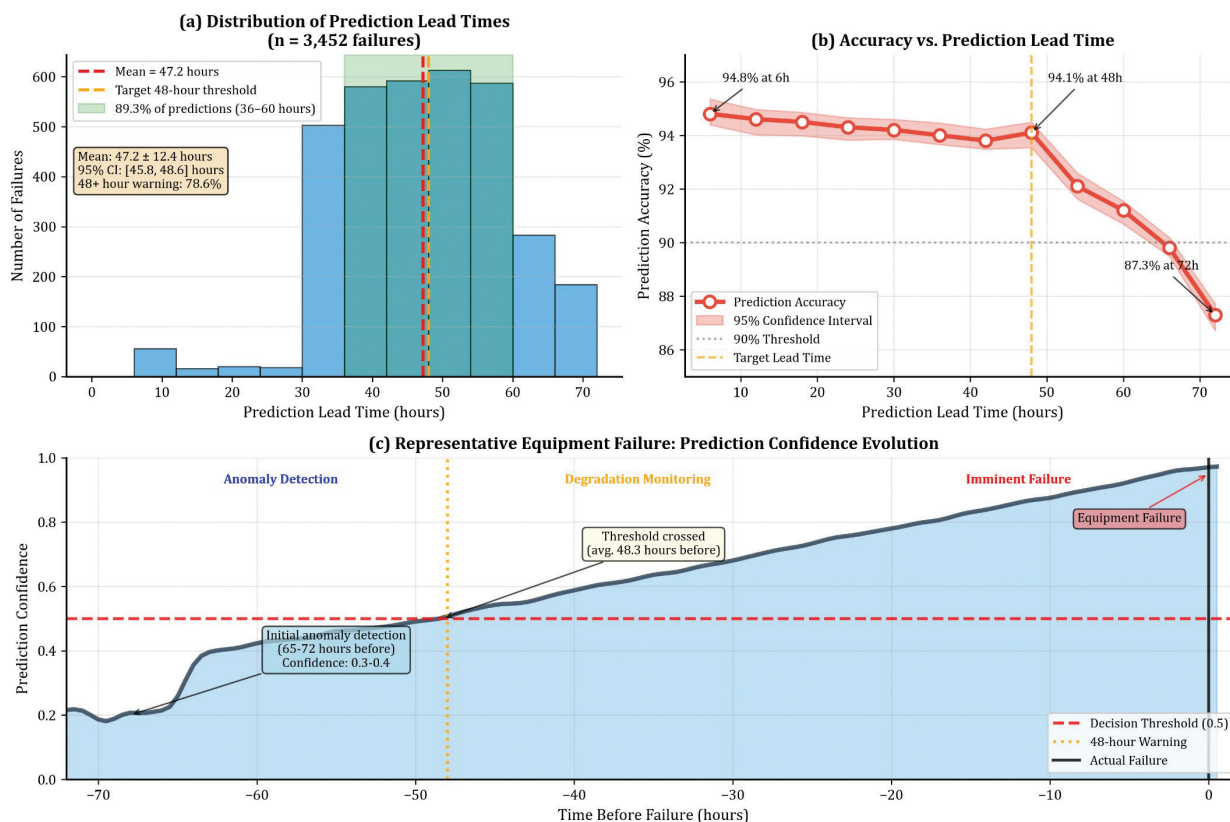 (a) Distribution of Prediction Lead Times
(n = 3,452 failures)
Mean = 47.2 hours
Target 48-hour threshold
89.3% of predictions (36–60 hours)
Mean: 47.2 ± 12.4 hours
95% CI: [45.8, 48.6] hours
48+ hour warning: 78.6%
Number of Failures
600
500
400
300
200
100
0
0 10 20 30 40 50 60 70
Prediction Lead Time (hours)
(b) Accuracy vs. Prediction Lead Time
94.8% at 6h
94.1% at 48h
87.3% at 72h
Prediction Accuracy (%)
96
94
92
90
88
86
Prediction Accuracy
95% Confidence Interval
90% Threshold
Target Lead Time
10 20 30 40 50 60 70
Prediction Lead Time (hours)
(c) Representative Equipment Failure: Prediction Confidence Evolution
Anomaly Detection
Degradation Monitoring
Imminent Failure
Equipment Failure
Threshold crossed
(avg. 48.3 hours before)
Initial anomaly detection
(65-72 hours before)
Confidence: 0.3-0.4
Prediction Confidence
1.0
0.8
0.6
0.4
0.2
0.0
Decision Threshold (0.5)
48-hour Warning
Actual Failure
−70 −60 −50 −40 −30 −20 −10 0
Time Before Failure (hours)